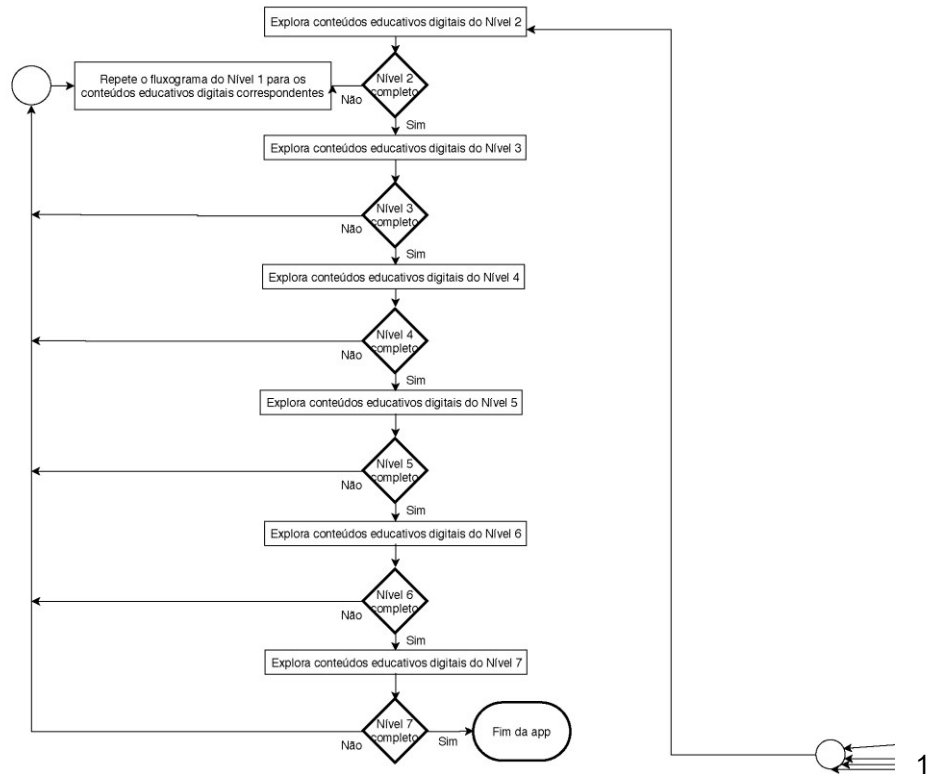 Explora conteúdos educativos digitais do Nível 2
Nível 2
completo
Repete o fluxograma do Nível 1 para os
conteúdos educativos digitais correspondentes
Não
Sim
Explora conteúdos educativos digitais do Nível 3
Nível 3
completo
Não
Sim
Explora conteúdos educativos digitais do Nível 4
Nível 4
completo
Não
Sim
Explora conteúdos educativos digitais do Nível 5
Nível 5
completo
Não
Sim
Explora conteúdos educativos digitais do Nível 6
Nível 6
completo
Não
Sim
Explora conteúdos educativos digitais do Nível 7
Nível 7
completo
Não
Sim
Fim da app
1